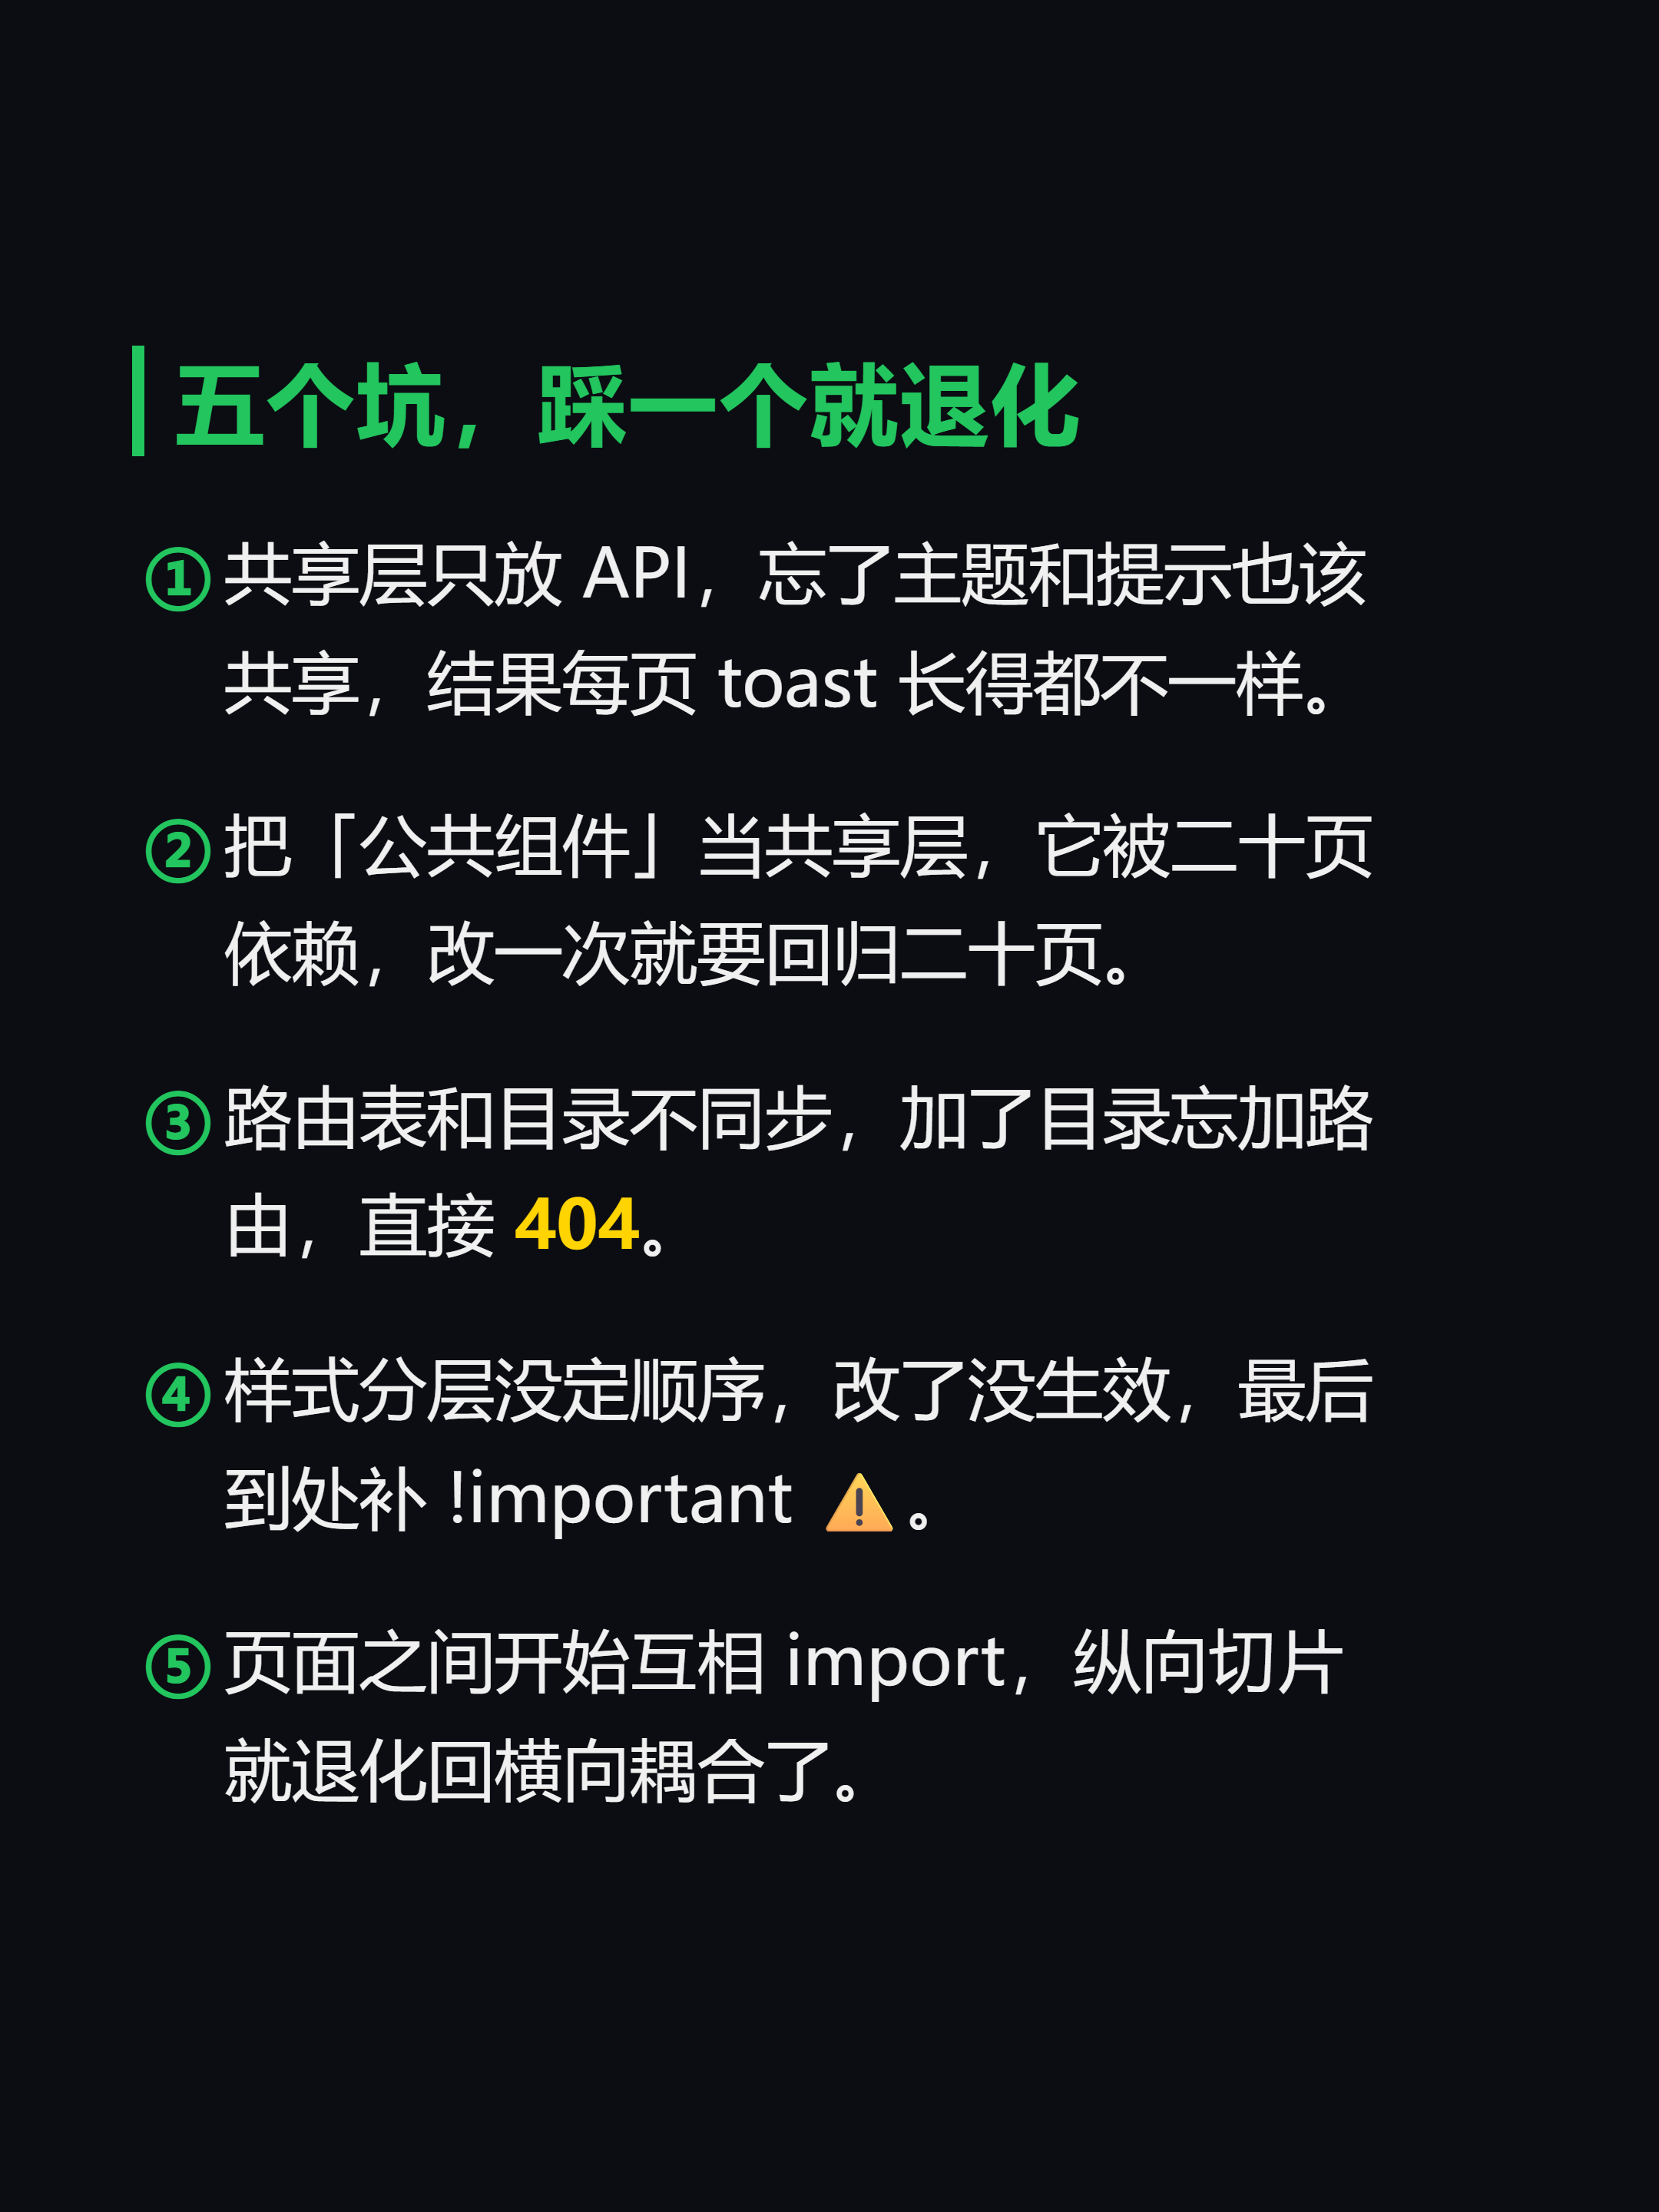 五个坑，踩一个就退化
① 共享层只放 API，忘了主题和提示也该
共享，结果每页 toast 长得都不一样。
② 把「公共组件」当共享层，它被二十页
依赖，改一次就要回归二十页。
③ 路由表和目录不同步，加了目录忘加路
由，直接 404。
④ 样式分层没定顺序，改了没生效，最后
到处补 !important ⚠️。
⑤ 页面之间开始互相 import，纵向切片
就退化回横向耦合了。